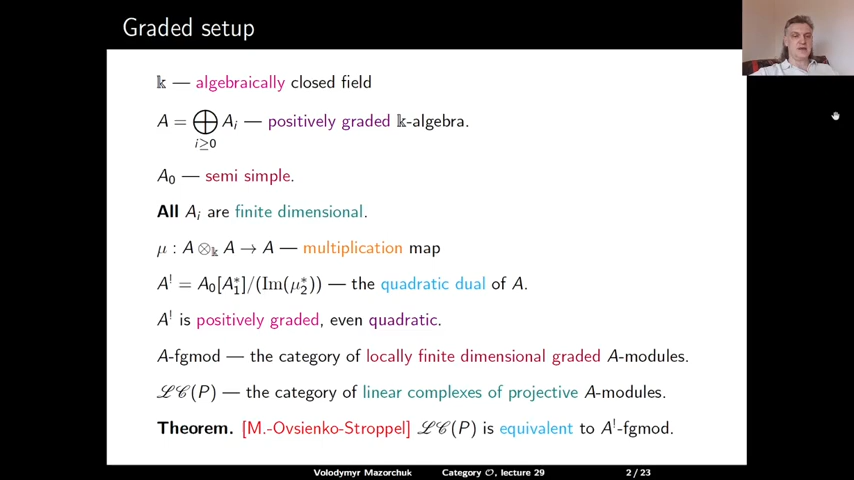 Graded setup
𝕜 — algebraically closed field
A = ⨁_{i≥0} A_i — positively graded 𝕜-algebra.
A_0 — semi simple.
All A_i are finite dimensional.
μ : A ⊗_𝕜 A → A — multiplication map
A^! = A_0[A_1^*]/(Im(μ_2^*)) — the quadratic dual of A.
A^! is positively graded, even quadratic.
A-fgmod — the category of locally finite dimensional graded A-modules.
ℒ𝒞(P) — the category of linear complexes of projective A-modules.
Theorem. [M.-Ovsienko-Stroppel] ℒ𝒞(P) is equivalent to A^!-fgmod.
Volodymyr Mazorchuk Category 𝒪, lecture 29 2 / 23